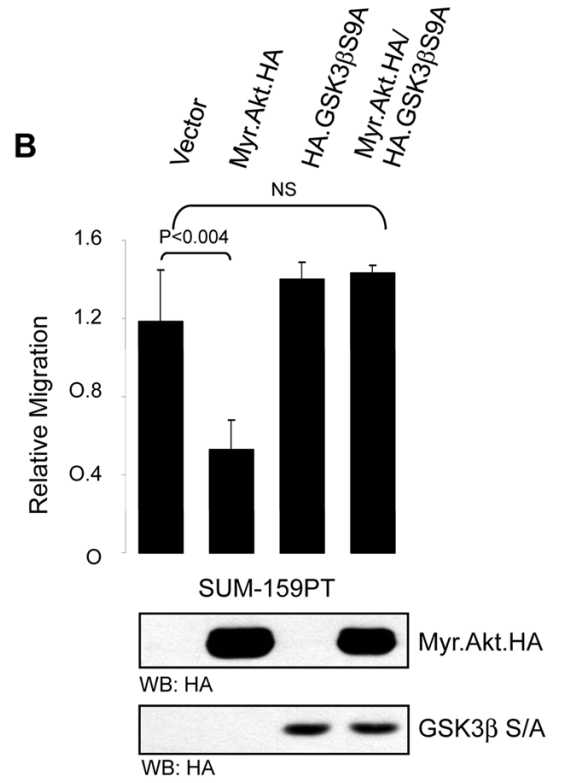 B
Vector
Myr.Akt.HA
HA.GSK3βS9A
Myr.Akt.HA/
HA.GSK3βS9A
NS
P<0.004
1.6
1.2
O.8
O.4
O
Relative Migration
SUM-159PT
Myr.Akt.HA
WB: HA
GSK3β S/A
WB: HA